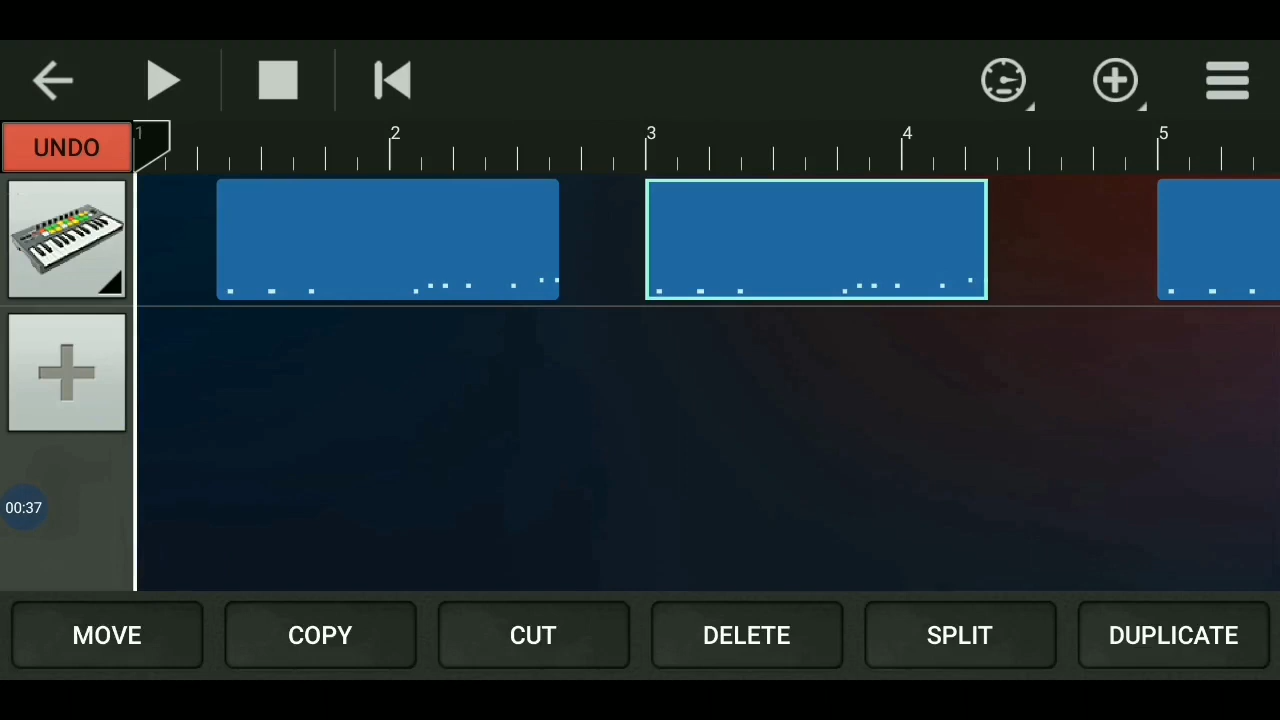 UNDO
1
2
3
4
5
00:37
MOVE
COPY
CUT
DELETE
SPLIT
DUPLICATE